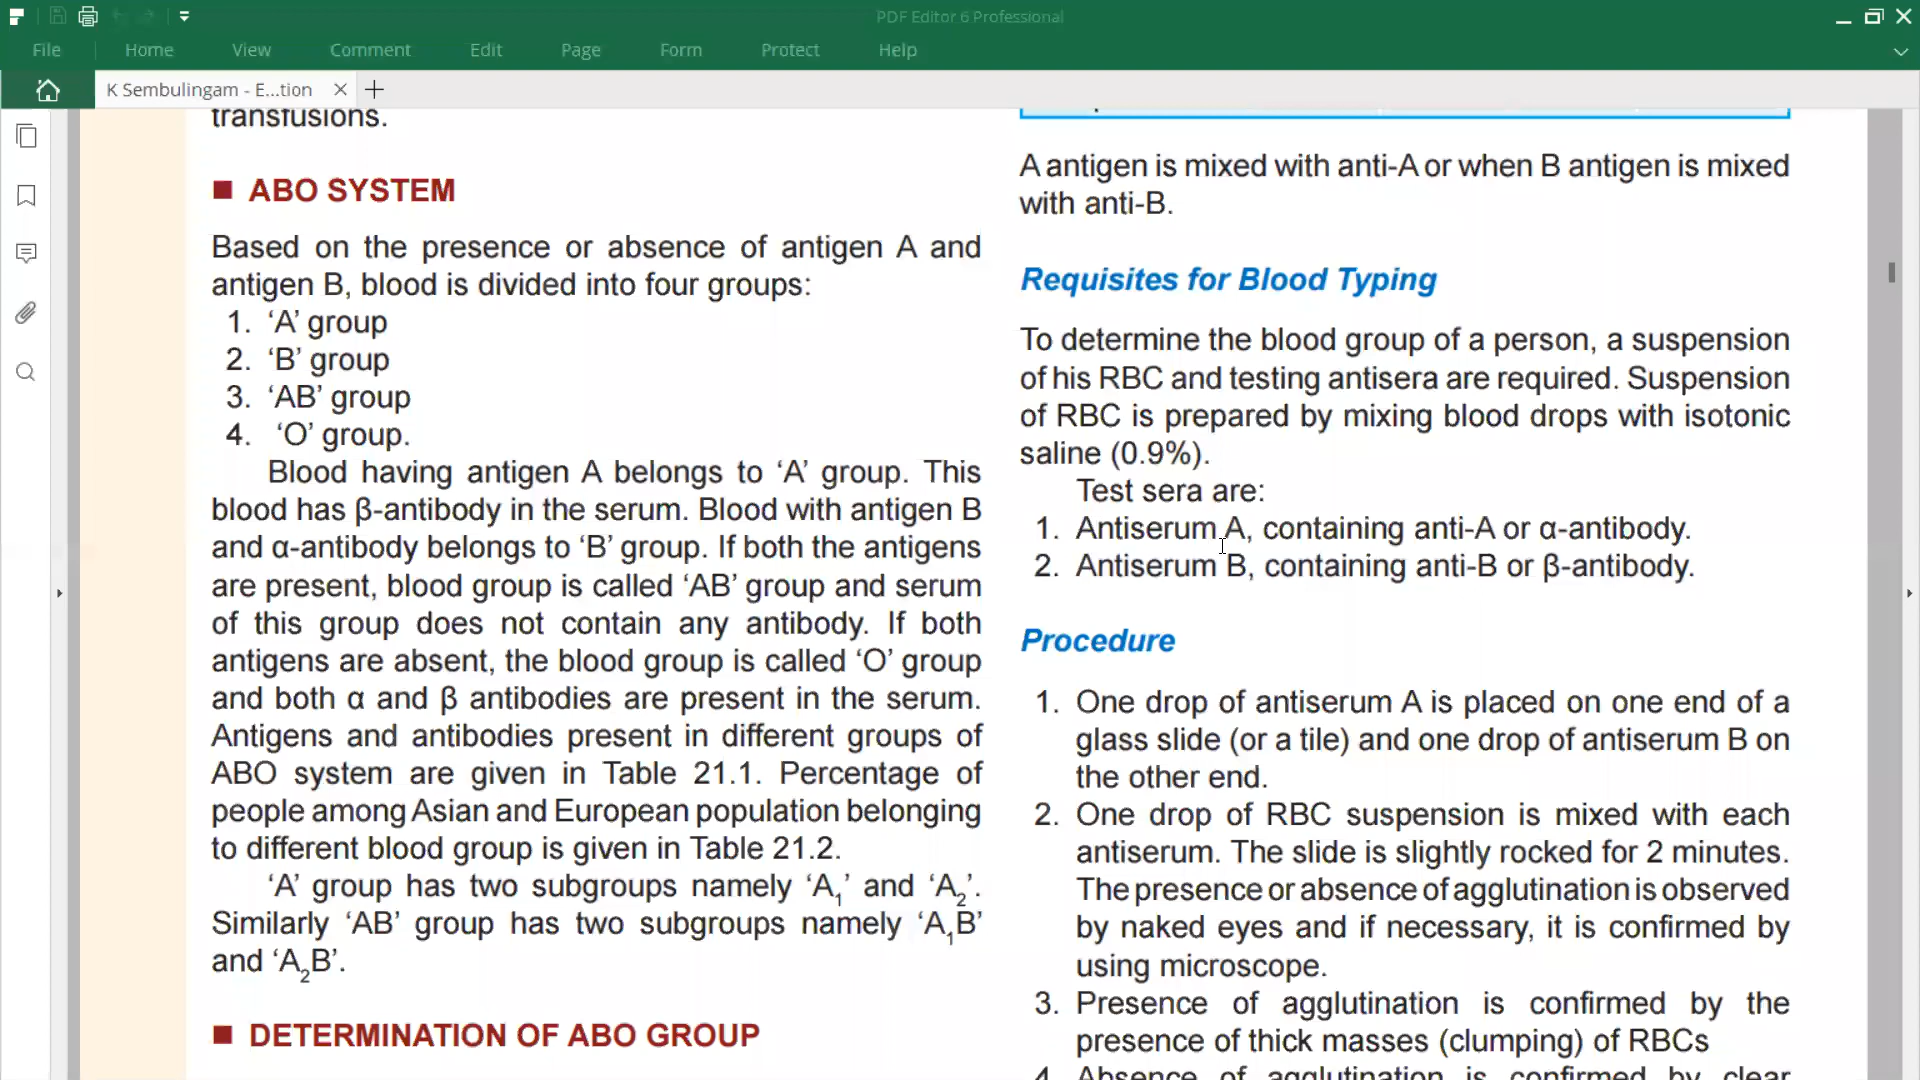 PDF Editor 6 Professional
File Home View Comment Edit Page Form Protect Help
K Sembulingam - E...tion
transfusions.
■ ABO SYSTEM
Based on the presence or absence of antigen A and
antigen B, blood is divided into four groups:
1. ‘A’ group
2. ‘B’ group
3. ‘AB’ group
4. ‘O’ group.
Blood having antigen A belongs to ‘A’ group. This
blood has β-antibody in the serum. Blood with antigen B
and α-antibody belongs to ‘B’ group. If both the antigens
are present, blood group is called ‘AB’ group and serum
of this group does not contain any antibody. If both
antigens are absent, the blood group is called ‘O’ group
and both α and β antibodies are present in the serum.
Antigens and antibodies present in different groups of
ABO system are given in Table 21.1. Percentage of
people among Asian and European population belonging
to different blood group is given in Table 21.2.
‘A’ group has two subgroups namely ‘A₁’ and ‘A₂’.
Similarly ‘AB’ group has two subgroups namely ‘A₁B’
and ‘A₂B’.
■ DETERMINATION OF ABO GROUP
A antigen is mixed with anti-A or when B antigen is mixed
with anti-B.
Requisites for Blood Typing
To determine the blood group of a person, a suspension
of his RBC and testing antisera are required. Suspension
of RBC is prepared by mixing blood drops with isotonic
saline (0.9%).
Test sera are:
1. Antiserum A, containing anti-A or α-antibody.
2. Antiserum B, containing anti-B or β-antibody.
Procedure
1. One drop of antiserum A is placed on one end of a
glass slide (or a tile) and one drop of antiserum B on
the other end.
2. One drop of RBC suspension is mixed with each
antiserum. The slide is slightly rocked for 2 minutes.
The presence or absence of agglutination is observed
by naked eyes and if necessary, it is confirmed by
using microscope.
3. Presence of agglutination is confirmed by the
presence of thick masses (clumping) of RBCs
4. Absence of agglutination is confirmed by clear